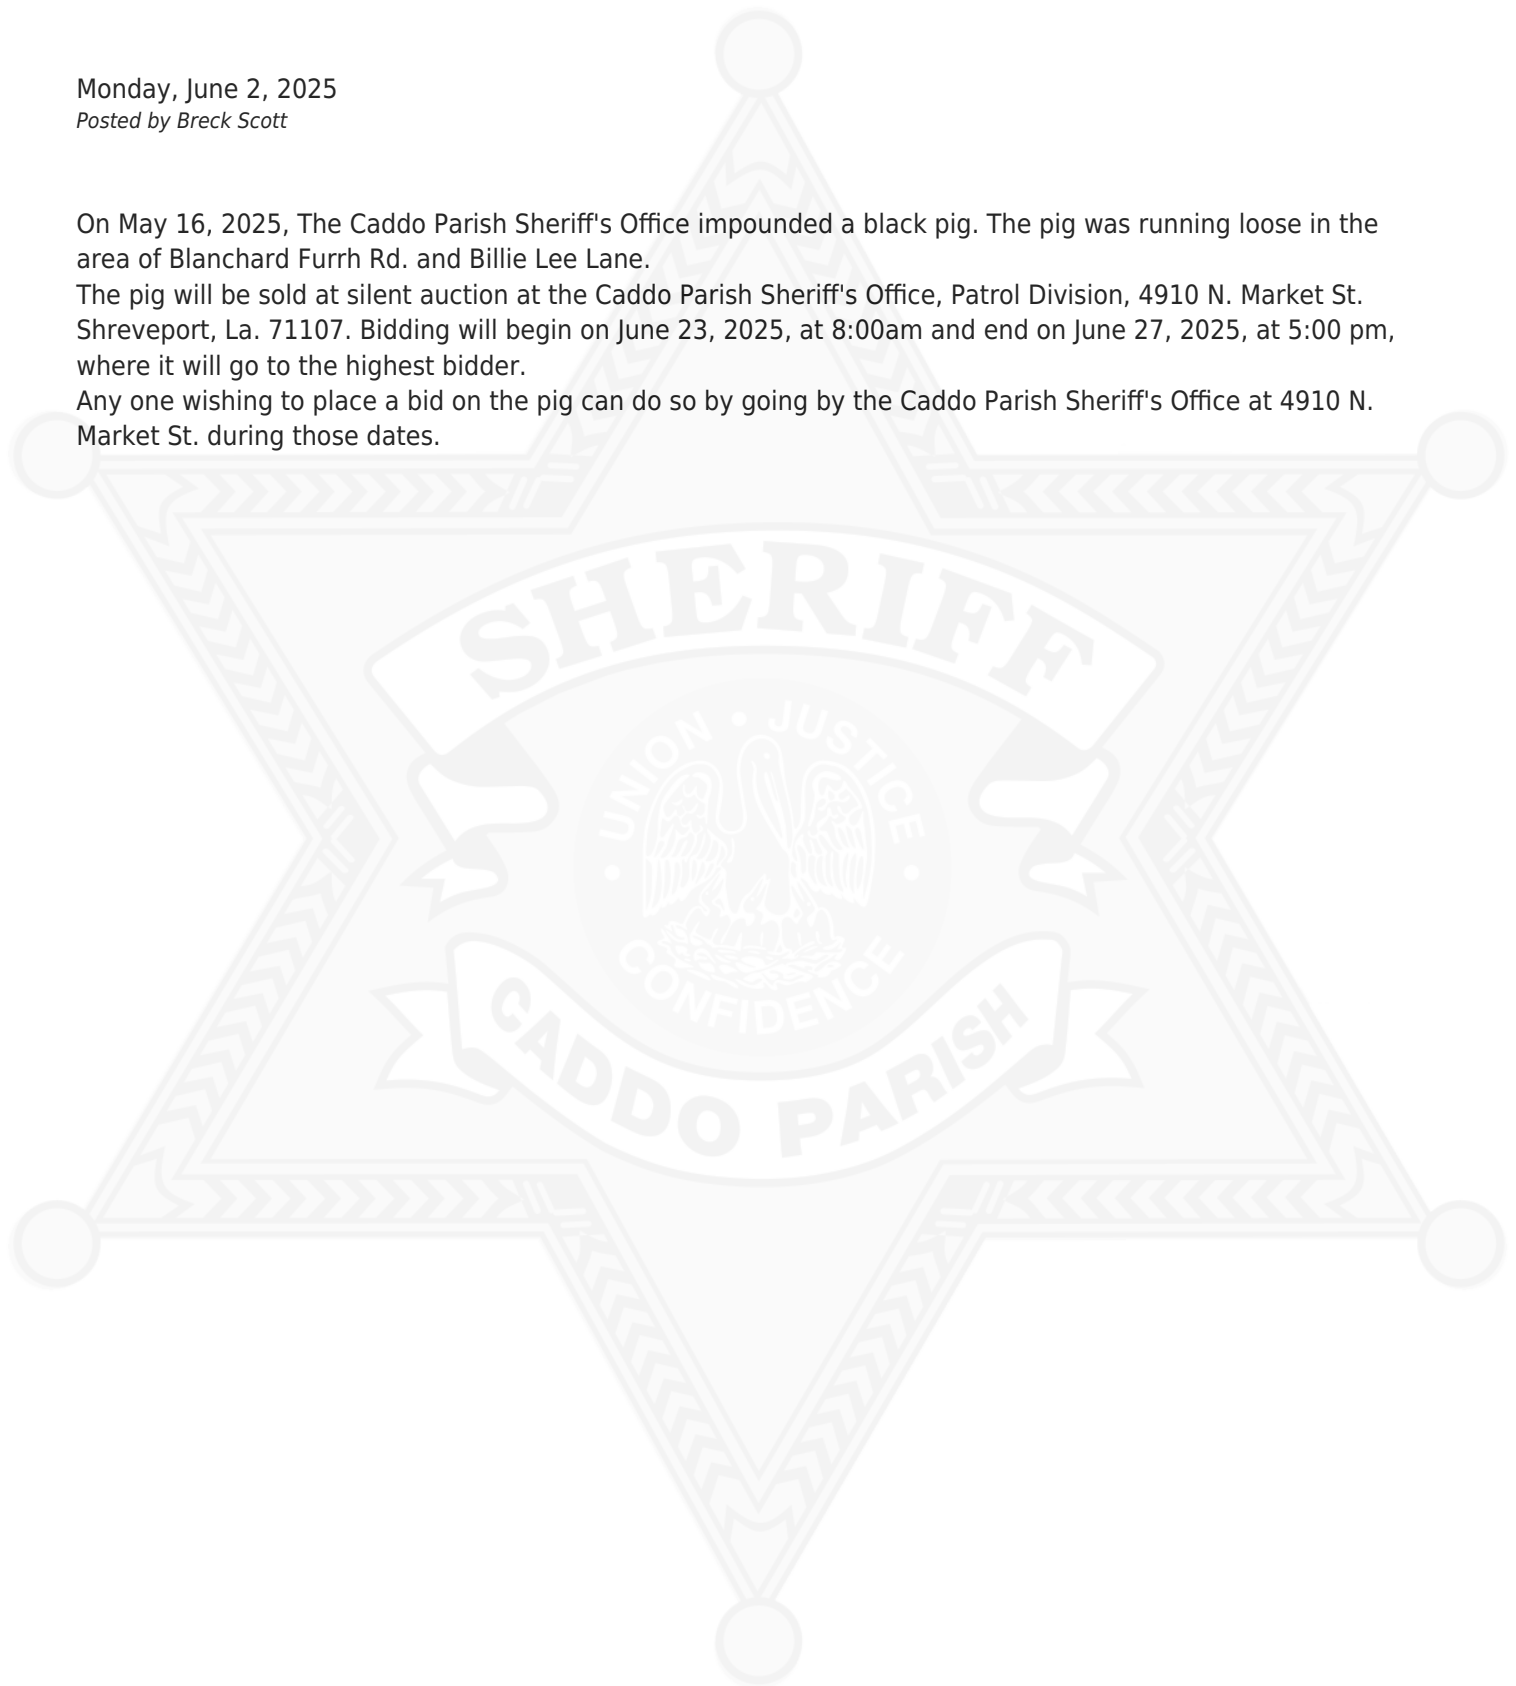 Monday, June 2, 2025
Posted by Breck Scott
On May 16, 2025, The Caddo Parish Sheriff's Office impounded a black pig. The pig was running loose in the
area of Blanchard Furrh Rd. and Billie Lee Lane.
The pig will be sold at silent auction at the Caddo Parish Sheriff's Office, Patrol Division, 4910 N. Market St.
Shreveport, La. 71107. Bidding will begin on June 23, 2025, at 8:00am and end on June 27, 2025, at 5:00 pm,
where it will go to the highest bidder.
Any one wishing to place a bid on the pig can do so by going by the Caddo Parish Sheriff's Office at 4910 N.
Market St. during those dates.
SHERIFF
UNION • JUSTICE
• CONFIDENCE •
CADDO PARISH